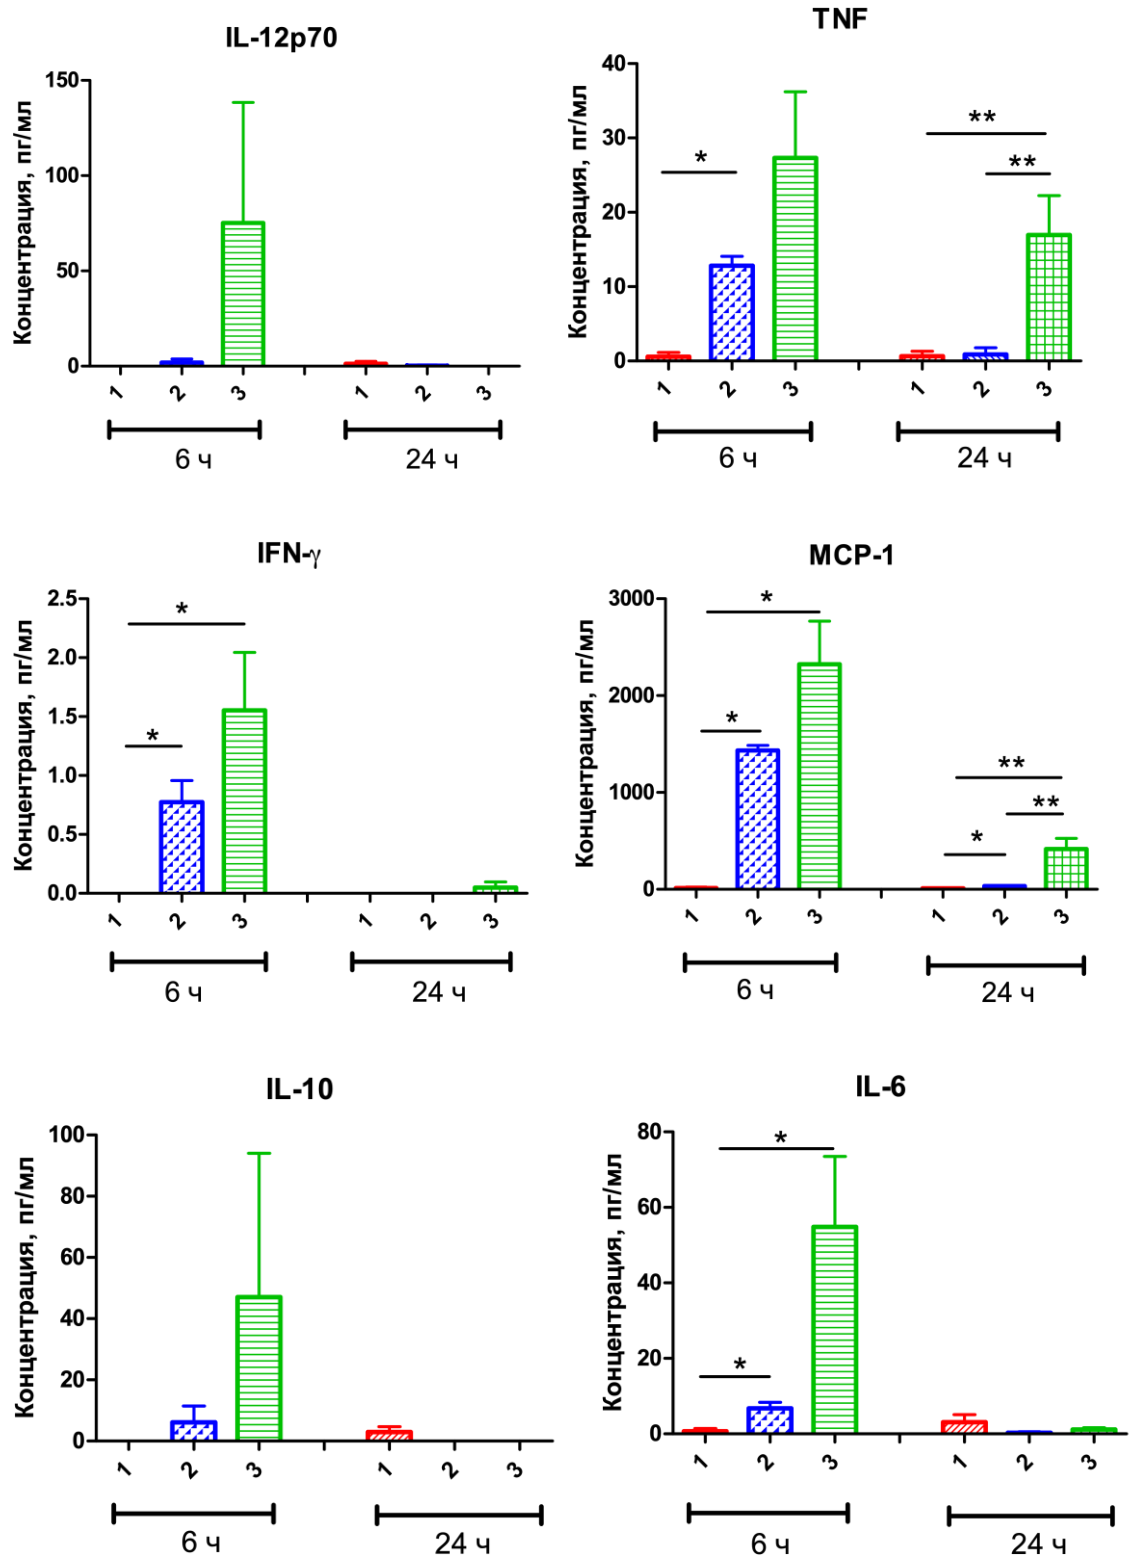 IL-12p70
Концентрация, пг/мл
150
100
50
0
1 2 3 1 2 3
6 ч 24 ч
TNF
Концентрация, пг/мл
40
30
20
10
0
* ** **
1 2 3 1 2 3
6 ч 24 ч
IFN-γ
Концентрация, пг/мл
2.5
2.0
1.5
1.0
0.5
0.0
* *
1 2 3 1 2 3
6 ч 24 ч
MCP-1
Концентрация, пг/мл
3000
2000
1000
0
* * ** ** *
1 2 3 1 2 3
6 ч 24 ч
IL-10
Концентрация, пг/мл
100
80
60
40
20
0
1 2 3 1 2 3
6 ч 24 ч
IL-6
Концентрация, пг/мл
80
60
40
20
0
* *
1 2 3 1 2 3
6 ч 24 ч